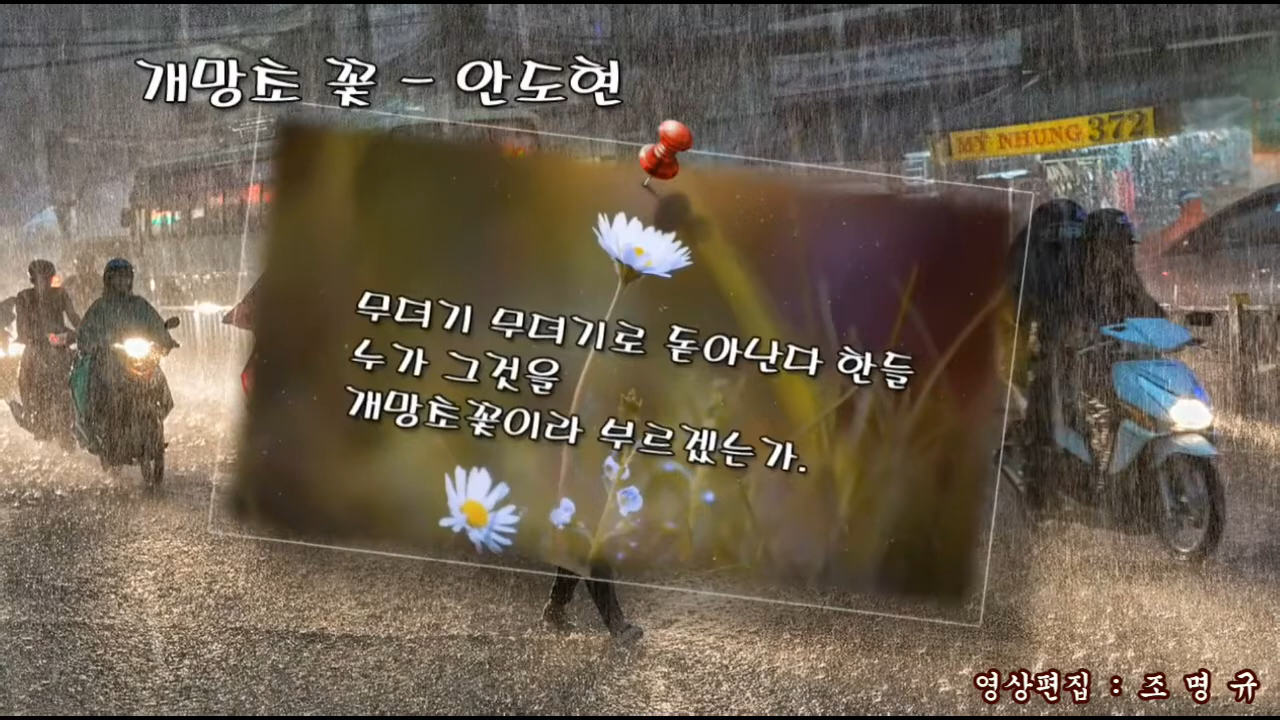 개망초 꽃 - 안도현
MỸ NHUNG 372
무더기 무더기로 돋아난다 한들
누가 그것을
개망초꽃이라 부르겠는가.
영상편집 : 조 명 규